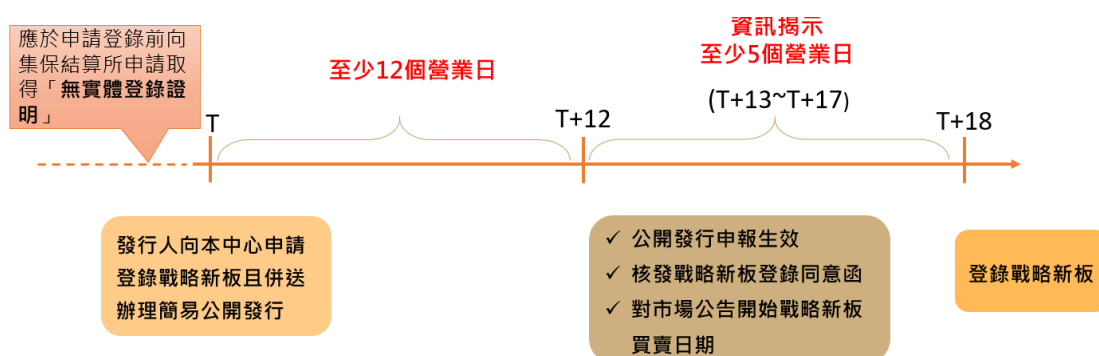 應於申請登錄前向
集保結算所申請取
得「無實體登錄證
明」
至少12個營業日
資訊揭示
至少5個營業日
(T+13~T+17)
T
T+12
T+18
發行人向本中心申請
登錄戰略新板且併送
辦理簡易公開發行
✓ 公開發行申報生效
✓ 核發戰略新板登錄同意函
✓ 對市場公告開始戰略新板
買賣日期
登錄戰略新板